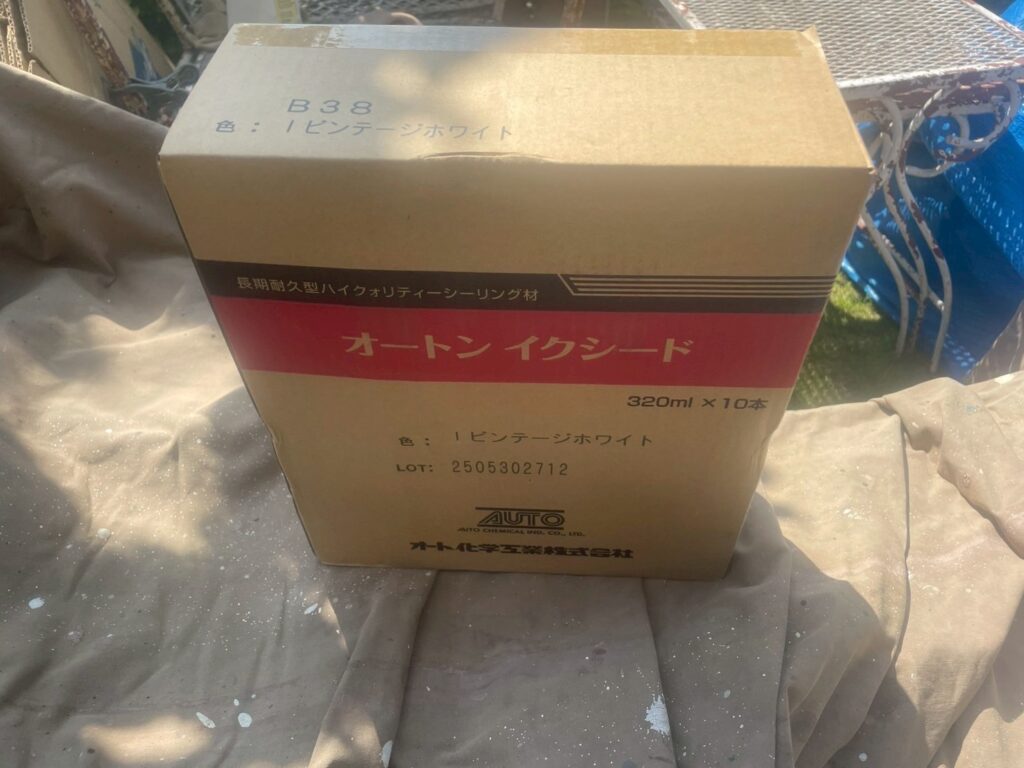 B38
色: Iビンテージホワイト
長期耐久型ハイクォリティーシーリング材
オートン イクシード
320ml ×10本
色: Iビンテージホワイト
LOT: 2505302712
AUTO
AUTO CHEMICAL IND. CO., LTD.
オート化学工業株式会社